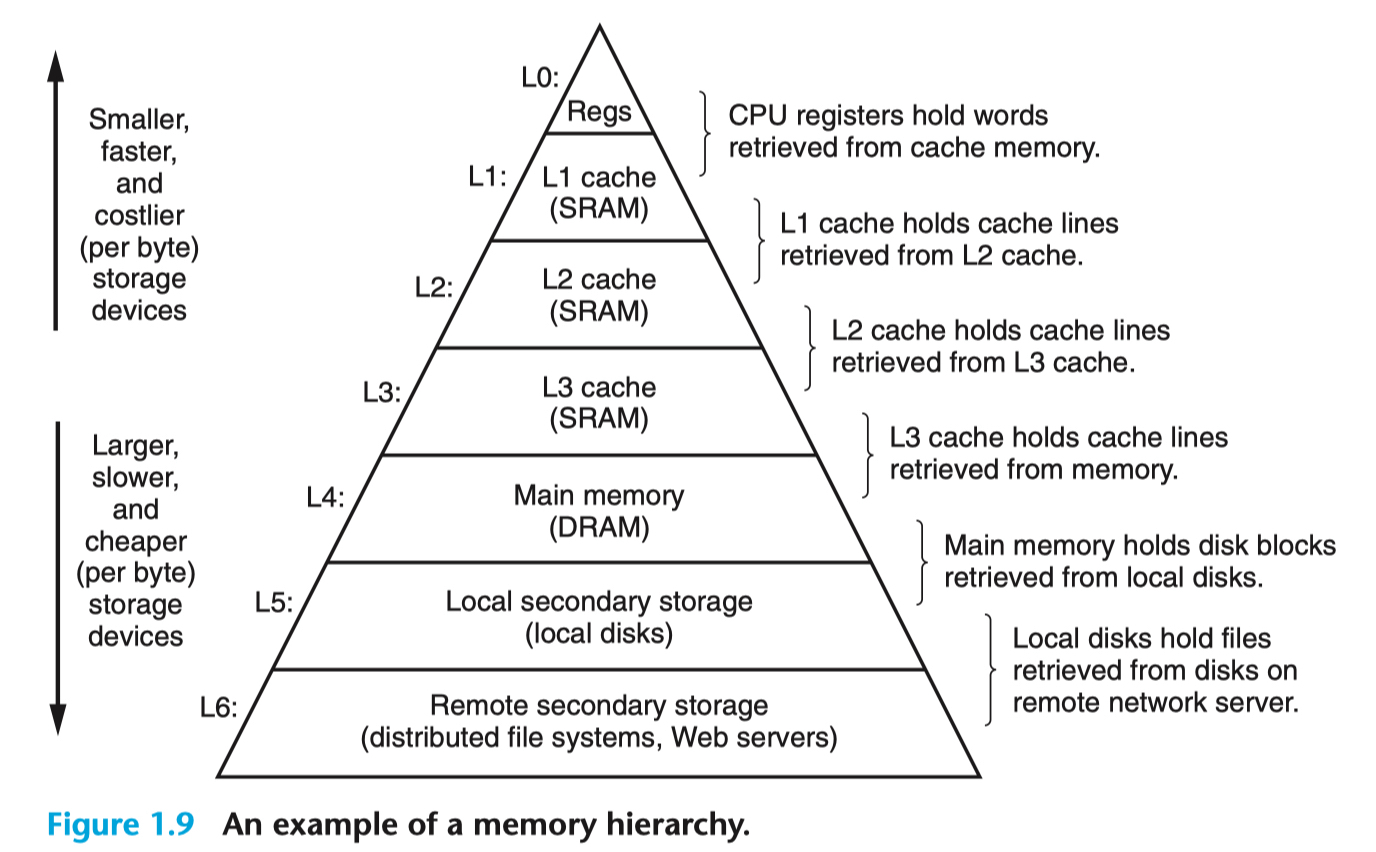 Smaller,
faster,
and
costlier
(per byte)
storage
devices
Larger,
slower,
and
cheaper
(per byte)
storage
devices
L0:
Regs
L1:
L1 cache
(SRAM)
L2:
L2 cache
(SRAM)
L3:
L3 cache
(SRAM)
L4:
Main memory
(DRAM)
L5:
Local secondary storage
(local disks)
L6:
Remote secondary storage
(distributed file systems, Web servers)
CPU registers hold words
retrieved from cache memory.
L1 cache holds cache lines
retrieved from L2 cache.
L2 cache holds cache lines
retrieved from L3 cache.
L3 cache holds cache lines
retrieved from memory.
Main memory holds disk blocks
retrieved from local disks.
Local disks hold files
retrieved from disks on
remote network server.
Figure 1.9 An example of a memory hierarchy.